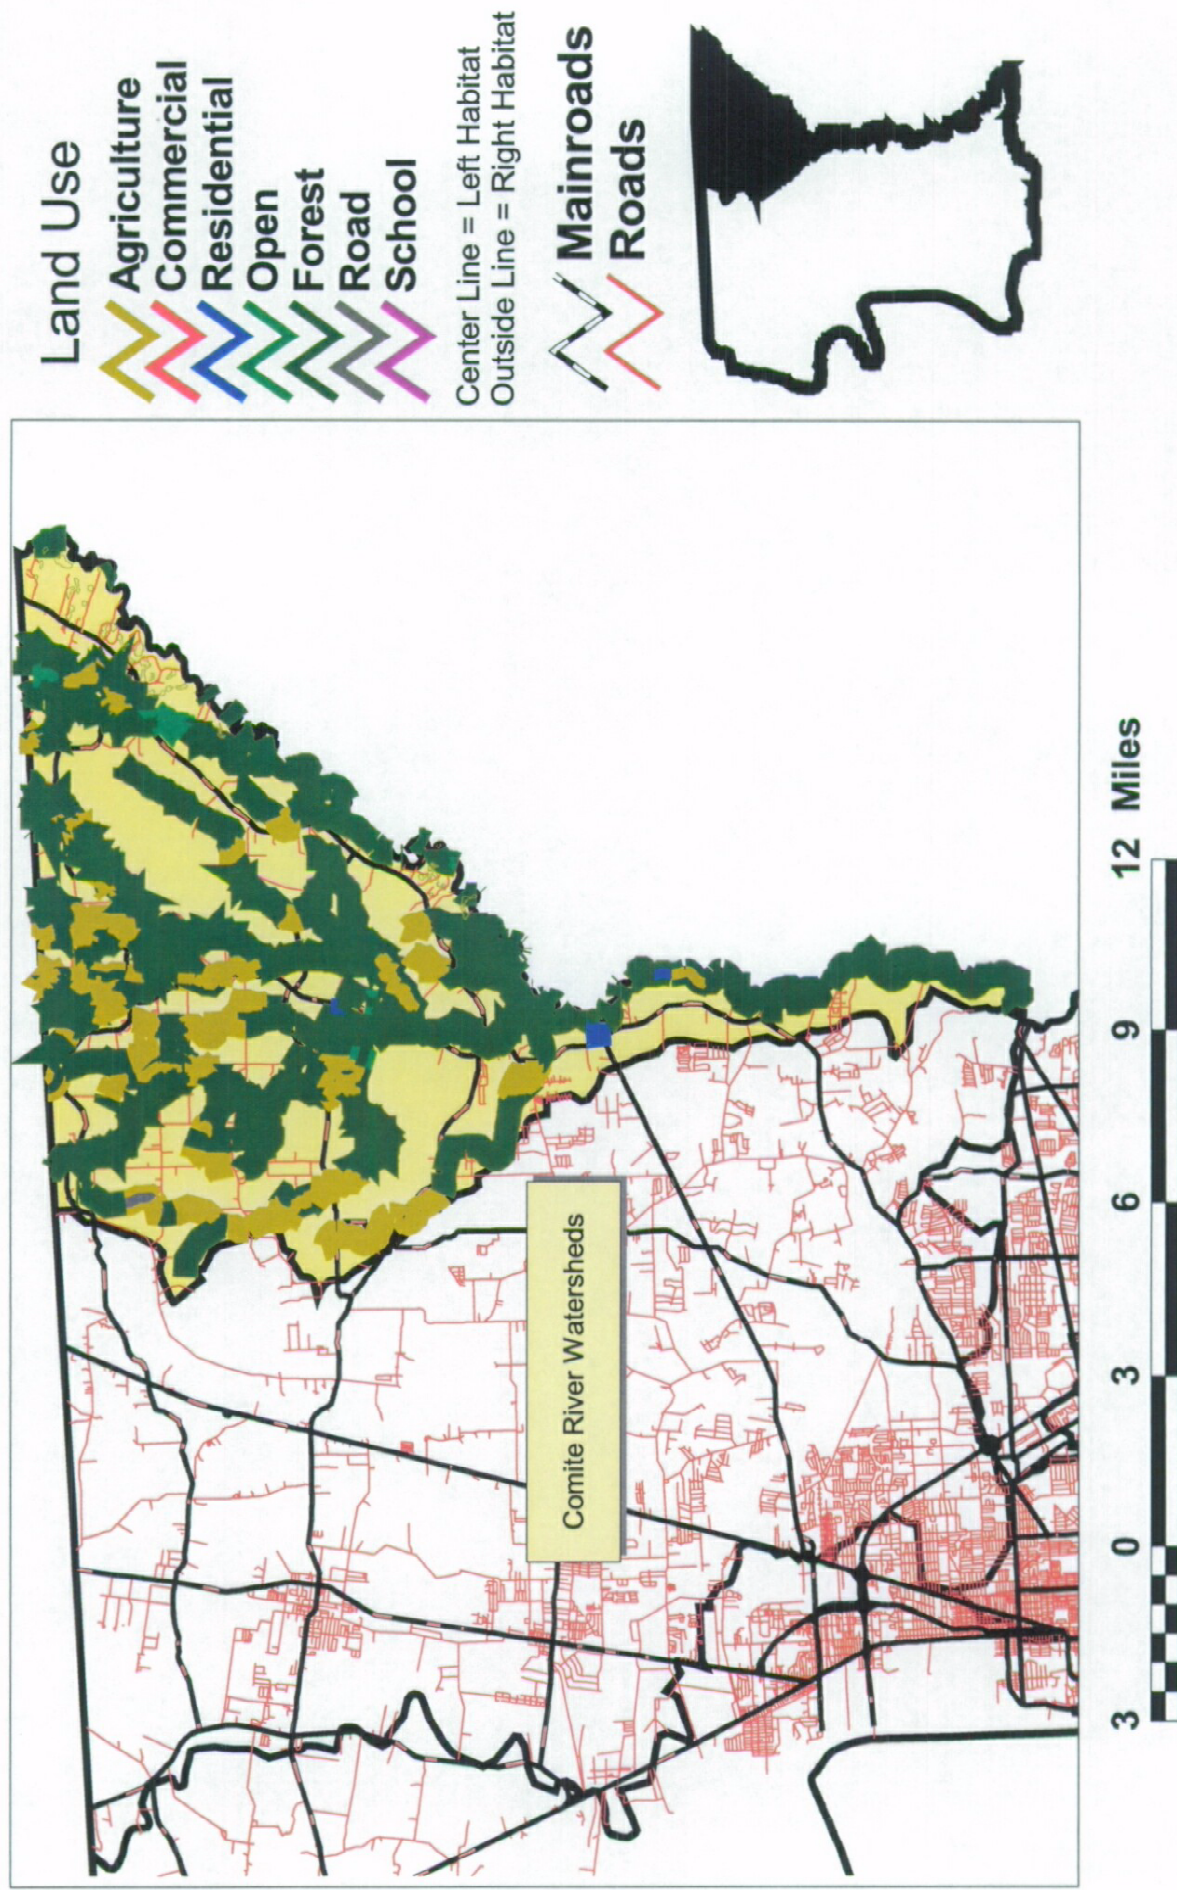 Land Use
Agriculture
Commercial
Residential
Open
Forest
Road
School
Center Line = Left Habitat
Outside Line = Right Habitat
Mainroads
Roads
Comite River Watersheds
3 0 3 6 9 12 Miles